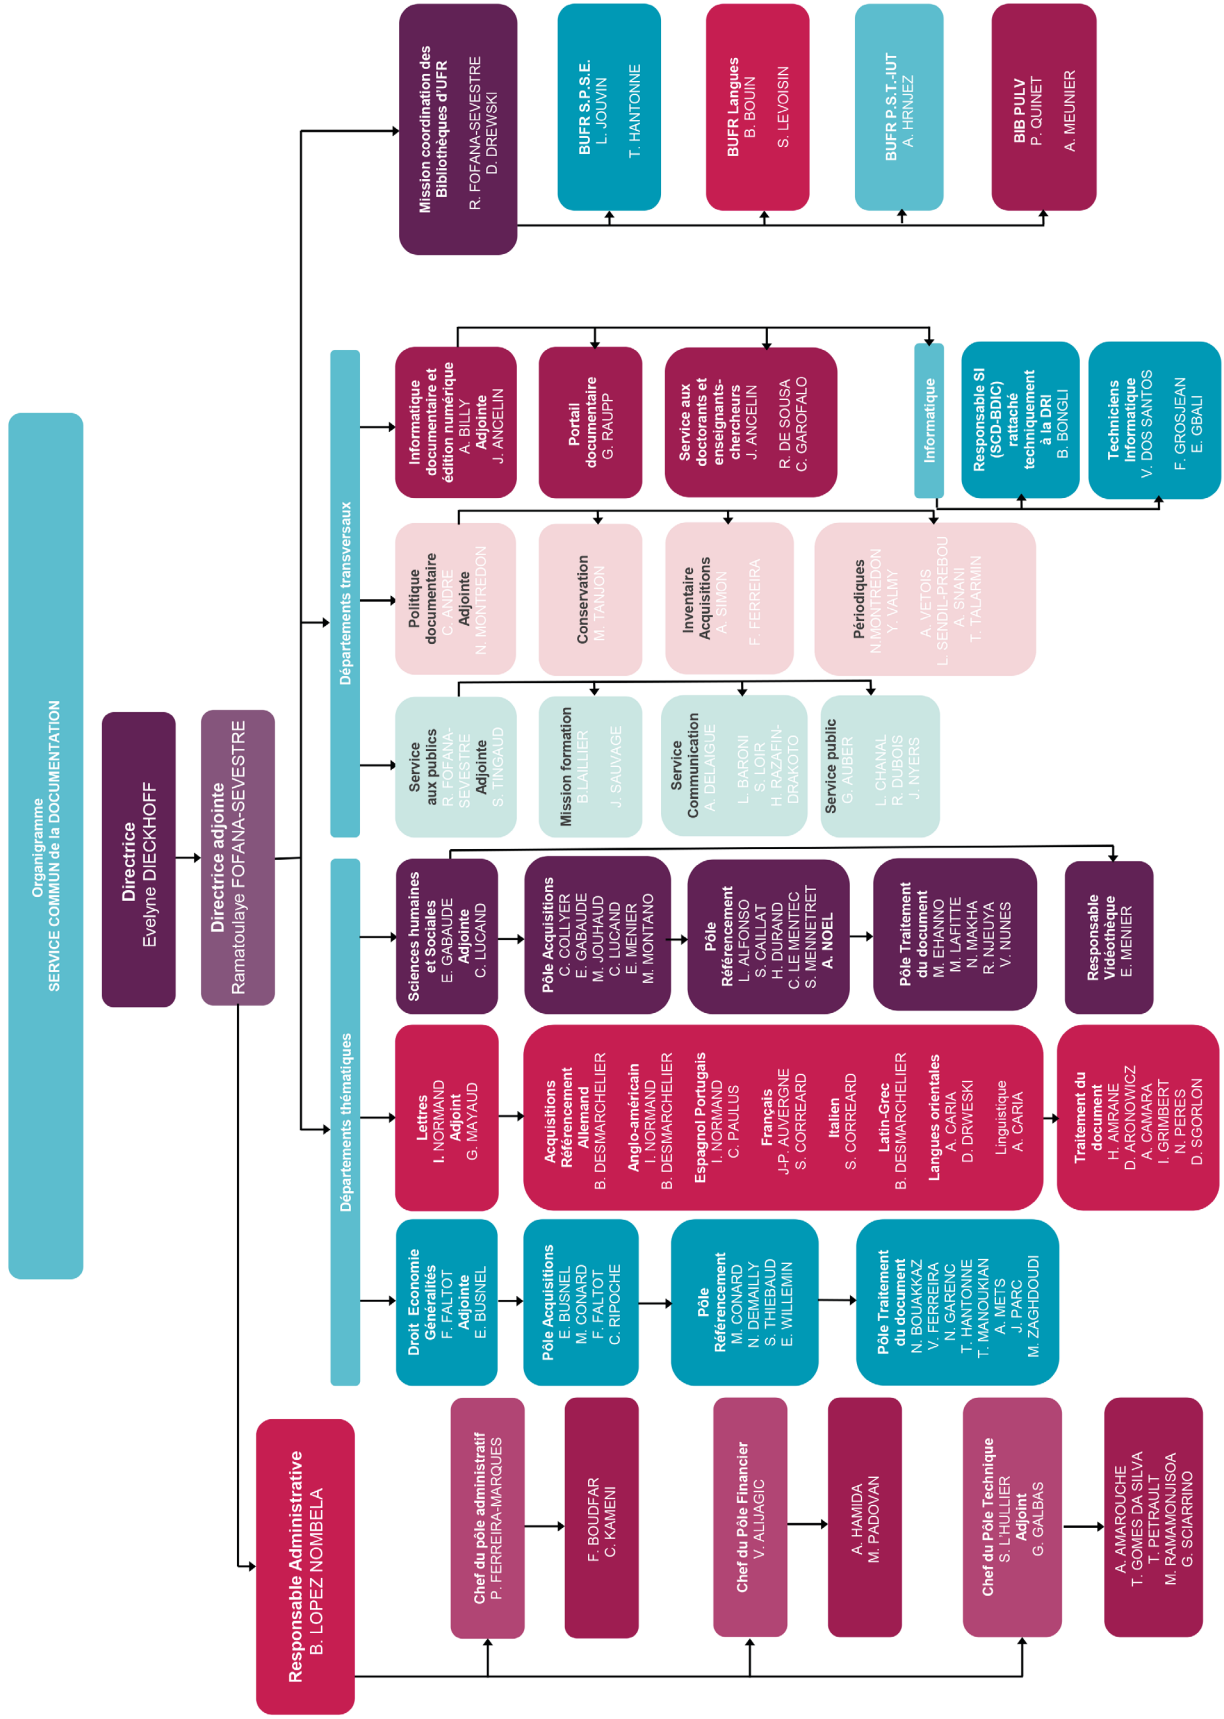 Organigramme
SERVICE COMMUN de la DOCUMENTATION
Directrice
Evelyne DIECKHOFF
Directrice adjointe
Ramatoulaye FOFANA-SEVESTRE
Responsable Administrative
B. LOPEZ NOMBELA
Chef du pôle administratif
P. FERREIRA-MARQUES
F. BOUDFAR
C. KAMENI
Chef du Pôle Financier
V. ALIJAGIC
A. HAMIDA
M. PADOVAN
Chef du Pôle Technique
S. L'HULLIER
Adjoint
G. GALBAS
A. AMAROUCHE
T. GOMES DA SILVA
T. PETRAULT
M. RAMAMONJISOA
G. SCIARRINO
Départements thématiques
Droit Economie
Généralités
F. FALTOT
Adjointe
E. BUSNEL
Pôle Acquisitions
E. BUSNEL
M. CONARD
F. FALTOT
C. RIPOCHE
Pôle
Référencement
M. CONARD
N. DEMAILLY
S. THIEBAUD
E. WILLEMIN
Pôle Traitement
du document
N. BOUAKKAZ
V. FERREIRA
N. GARENC
T. HANTONNE
T. MANOUKIAN
A. METS
J. PARC
M. ZAGHDOUDI
Lettres
I. NORMAND
Adjoint
G. MAYAUD
Acquisitions
Référencement
Allemand
B. DESMARCHELIER
Anglo-américain
I. NORMAND
B. DESMARCHELIER
Espagnol Portugais
I. NORMAND
C. PAULUS
Français
J-P. AUVERGNE
S. CORREARD
Italien
S. CORREARD
Latin-Grec
B. DESMARCHELIER
Langues orientales
A. CARIA
D. DRWESKI
Linguistique
A. CARIA
Traitement du
document
H. AMRANE
D. ARONOWICZ
A. CAMARA
I. GRIMBERT
N. PERES
D. SGORLON
Sciences humaines
et Sociales
E. GABAUDE
Adjointe
C. LUCAND
Pôle Acquisitions
C. COLLYER
E. GABAUDE
M. JOUHAUD
C. LUCAND
E. MENIER
M. MONTANO
Pôle
Référencement
L. ALFONSO
S. CAILLAT
H. DURAND
C. LE MENTEC
S. MENNETRET
A. NOEL
Pôle Traitement
du document
M. EHANNO
M. LAFITTE
N. MAKHA
R. NJEUYA
V. NUNES
Responsable
Vidéothèque
E. MENIER
Départements transversaux
Service
aux publics
R. FOFANA-
SEVESTRE
Adjointe
S. TINGAUD
Mission formation
B.LAILLIER
J. SAUVAGE
Service
Communication
A. DELAIGUE
L. BARONI
S. LOIR
H. RAZAFIN-
DRAKOTO
Service public
G. AUBER
L. CHANAL
R. DUBOIS
J. NYERS
Politique
documentaire
C. ANDRE
Adjointe
N. MONTREDON
Conservation
M. TANJON
Inventaire
Acquisitions
A. SIMON
F. FERREIRA
Périodiques
N.MONTREDON
Y. VALMY
A. VETOIS
L. SENDIL-PREBOU
A. SNANI
T. TALARMIN
Informatique
documentaire et
édition numérique
A. BILLY
Adjointe
J. ANCELIN
Portail
documentaire
G. RAUPP
Service aux
doctorants et
enseignants-
chercheurs
J. ANCELIN
R. DE SOUSA
C. GAROFALO
Informatique
Responsable SI
(SCD-BDIC)
rattaché
techniquement
à la DRI
B. BONGLI
Techniciens
Informatique
V. DOS SANTOS
F. GROSJEAN
E. GBALI
Mission coordination des
Bibliothèques d'UFR
R. FOFANA-SEVESTRE
D. DREWSKI
BUFR S.P.S.E.
L. JOUVIN
T. HANTONNE
BUFR Langues
B. BOUIN
S. LEVOISIN
BUFR P.S.T.-IUT
A. HRNJEZ
BIB PULV
P. QUINET
A. MEUNIER